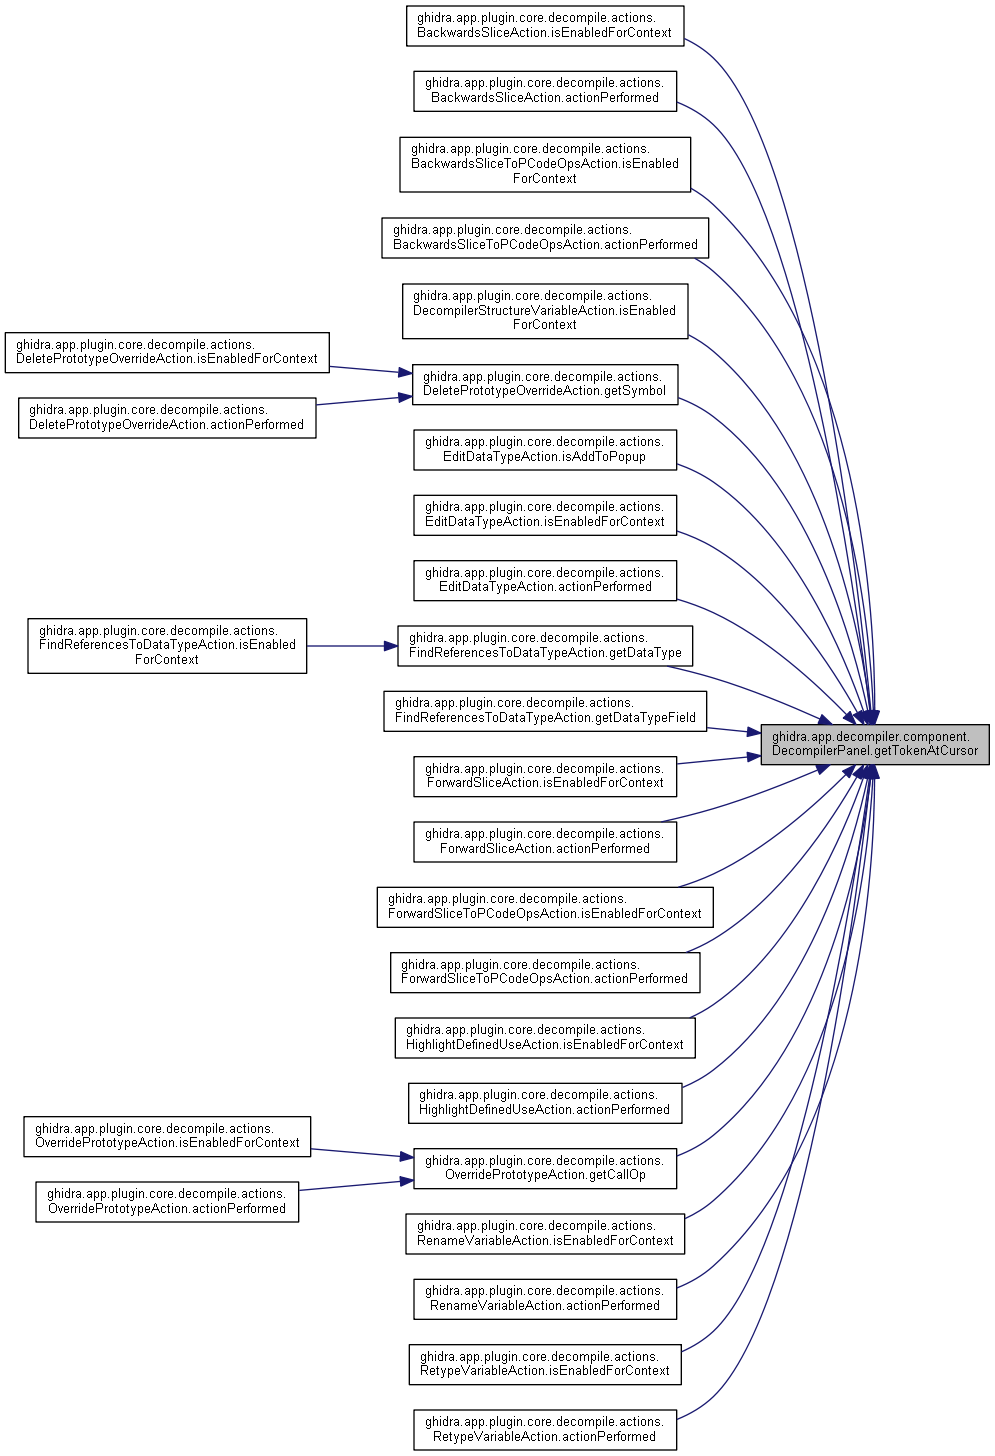 ghidra.app.plugin.core.decompile.actions.
BackwardsSliceAction.isEnabledForContext
ghidra.app.plugin.core.decompile.actions.
BackwardsSliceAction.actionPerformed
ghidra.app.plugin.core.decompile.actions.
BackwardsSliceToPCodeOpsAction.isEnabled
ForContext
ghidra.app.plugin.core.decompile.actions.
BackwardsSliceToPCodeOpsAction.actionPerformed
ghidra.app.plugin.core.decompile.actions.
DecompilerStructureVariableAction.isEnabled
ForContext
ghidra.app.plugin.core.decompile.actions.
DeletePrototypeOverrideAction.isEnabledForContext
ghidra.app.plugin.core.decompile.actions.
DeletePrototypeOverrideAction.getSymbol
ghidra.app.plugin.core.decompile.actions.
DeletePrototypeOverrideAction.actionPerformed
ghidra.app.plugin.core.decompile.actions.
EditDataTypeAction.isAddToPopup
ghidra.app.plugin.core.decompile.actions.
EditDataTypeAction.isEnabledForContext
ghidra.app.plugin.core.decompile.actions.
EditDataTypeAction.actionPerformed
ghidra.app.plugin.core.decompile.actions.
FindReferencesToDataTypeAction.isEnabled
ForContext
ghidra.app.plugin.core.decompile.actions.
FindReferencesToDataTypeAction.getDataType
ghidra.app.plugin.core.decompile.actions.
FindReferencesToDataTypeAction.getDataTypeField
ghidra.app.decompiler.component.
DecompilerPanel.getTokenAtCursor
ghidra.app.plugin.core.decompile.actions.
ForwardSliceAction.isEnabledForContext
ghidra.app.plugin.core.decompile.actions.
ForwardSliceAction.actionPerformed
ghidra.app.plugin.core.decompile.actions.
ForwardSliceToPCodeOpsAction.isEnabledForContext
ghidra.app.plugin.core.decompile.actions.
ForwardSliceToPCodeOpsAction.actionPerformed
ghidra.app.plugin.core.decompile.actions.
HighlightDefinedUseAction.isEnabledForContext
ghidra.app.plugin.core.decompile.actions.
HighlightDefinedUseAction.actionPerformed
ghidra.app.plugin.core.decompile.actions.
OverridePrototypeAction.isEnabledForContext
ghidra.app.plugin.core.decompile.actions.
OverridePrototypeAction.getCallOp
ghidra.app.plugin.core.decompile.actions.
OverridePrototypeAction.actionPerformed
ghidra.app.plugin.core.decompile.actions.
RenameVariableAction.isEnabledForContext
ghidra.app.plugin.core.decompile.actions.
RenameVariableAction.actionPerformed
ghidra.app.plugin.core.decompile.actions.
RetypeVariableAction.isEnabledForContext
ghidra.app.plugin.core.decompile.actions.
RetypeVariableAction.actionPerformed